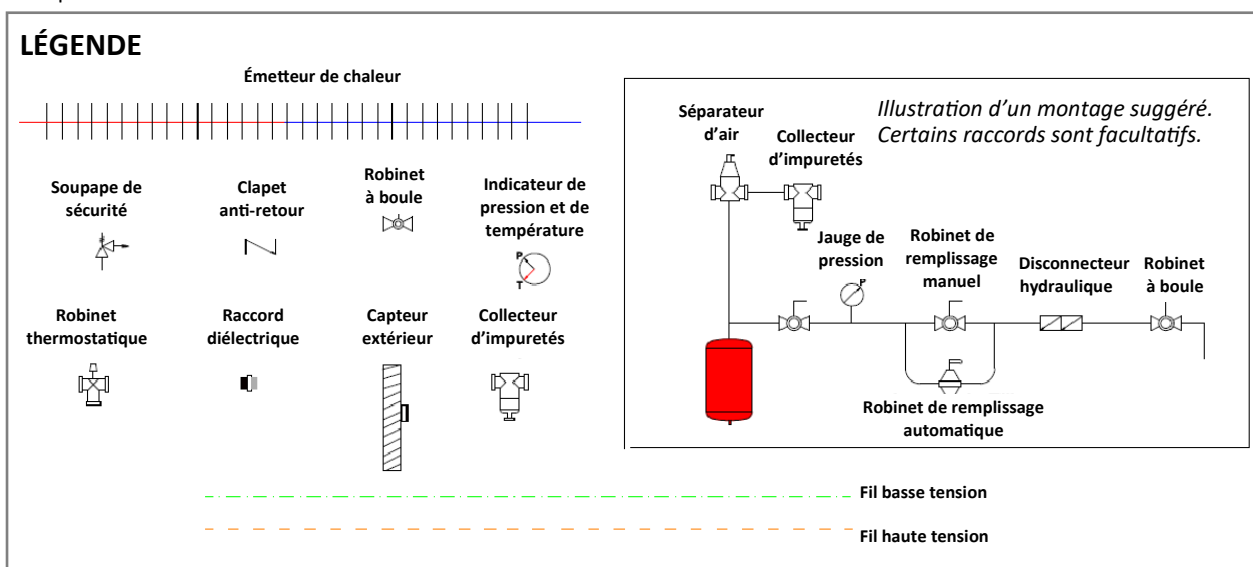 LÉGENDE
Émetteur de chaleur
Soupape de
sécurité
Clapet
anti-retour
Robinet
à boule
Indicateur de
pression et de
température
P
T
Robinet
thermostatique
Raccord
diélectrique
Capteur
extérieur
Collecteur
d'impuretés
Illustration d'un montage suggéré.
Certains raccords sont facultatifs.
Séparateur
d'air
Collecteur
d'impuretés
Jauge de
pression
P
Robinet de
remplissage
manuel
Disconnecteur
hydraulique
Robinet
à boule
Robinet de remplissage
automatique
Fil basse tension
Fil haute tension